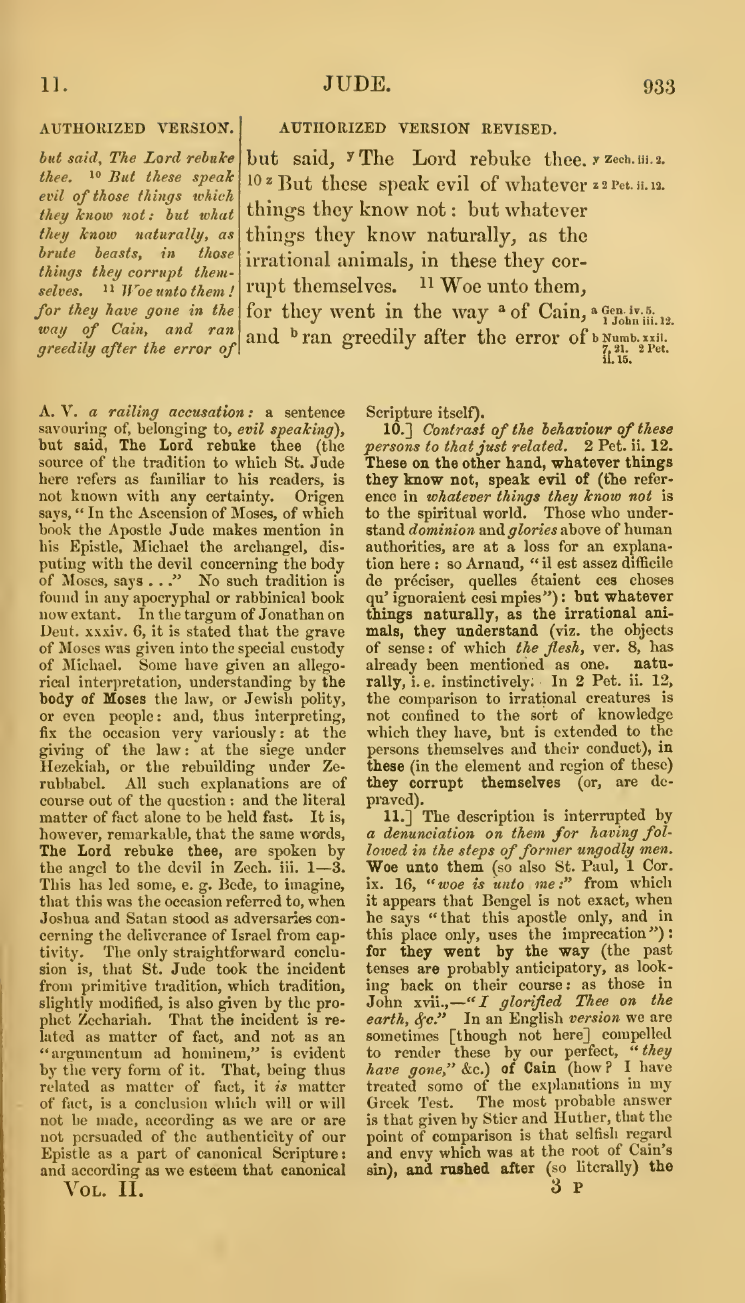 11.
JUDE.
933
AUTHORIZED VERSION.
but said, The Lord rebuke
thee. 10 But these speak
evil of those things which
they know not: but what
they know naturally, as
brute beasts, in those
things they corrupt them-
selves. 11 Woe unto them!
for they have gone in the
way of Cain, and ran
greedily after the error of
AUTHORIZED VERSION REVISED.
but said, y The Lord rebuke thee.
10 z But these speak evil of whatever
things they know not: but whatever
things they know naturally, as the
irrational animals, in these they cor-
rupt themselves. 11 Woe unto them,
for they went in the way a of Cain,
and b ran greedily after the error of
y Zech. iii. 2.
z 2 Pet. ii. 12.
a Gen. iv. 5.
1 John iii. 12.
b Numb. xxii.
7, 21. 2 Pet.
ii. 15.
A. V. a railing accusation: a sentence
savouring of, belonging to, evil speaking),
but said, The Lord rebuke thee (the
source of the tradition to which St. Jude
here refers as familiar to his readers, is
not known with any certainty. Origen
says, "In the Ascension of Moses, of which
book the Apostle Jude makes mention in
his Epistle, Michael the archangel, dis-
puting with the devil concerning the body
of Moses, says . . ." No such tradition is
found in any apocryphal or rabbinical book
now extant. In the targum of Jonathan on
Deut. xxxiv. 6, it is stated that the grave
of Moses was given into the special custody
of Michael. Some have given an allego-
rical interpretation, understanding by the
body of Moses the law, or Jewish polity,
or even people: and, thus interpreting,
fix the occasion very variously: at the
giving of the law: at the siege under
Hezekiah, or the rebuilding under Ze-
rubbabel. All such explanations are of
course out of the question: and the literal
matter of fact alone to be held fast. It is,
however, remarkable, that the same words,
The Lord rebuke thee, are spoken by
the angel to the devil in Zech. iii. 1—3.
This has led some, e. g. Bede, to imagine,
that this was the occasion referred to, when
Joshua and Satan stood as adversaries con-
cerning the deliverance of Israel from cap-
tivity. The only straightforward conclu-
sion is, that St. Jude took the incident
from primitive tradition, which tradition,
slightly modified, is also given by the pro-
phet Zechariah. That the incident is re-
lated as matter of fact, and not as an
"argumentum ad hominem," is evident
by the very form of it. That, being thus
related as matter of fact, it is matter
of fact, is a conclusion which will or will
not be made, according as we are or are
not persuaded of the authenticity of our
Epistle as a part of canonical Scripture:
and according as we esteem that canonical
Scripture itself).
10.] Contrast of the behaviour of these
persons to that just related. 2 Pet. ii. 12.
These on the other hand, whatever things
they know not, speak evil of (the refer-
ence in whatever things they know not is
to the spiritual world. Those who under-
stand dominion and glories above of human
authorities, are at a loss for an explana-
tion here: so Arnaud, "il est assez difficile
de préciser, quelles étaient ces choses
qu' ignoraient cesi mpies"): but whatever
things naturally, as the irrational ani-
mals, they understand (viz. the objects
of sense: of which the flesh, ver. 8, has
already been mentioned as one. natu-
rally, i. e. instinctively. In 2 Pet. ii. 12,
the comparison to irrational creatures is
not confined to the sort of knowledge
which they have, but is extended to the
persons themselves and their conduct), in
these (in the element and region of these)
they corrupt themselves (or, are de-
praved).
11.] The description is interrupted by
a denunciation on them for having fol-
lowed in the steps of former ungodly men.
Woe unto them (so also St. Paul, 1 Cor.
ix. 16, "woe is unto me:" from which
it appears that Bengel is not exact, when
he says "that this apostle only, and in
this place only, uses the imprecation"):
for they went by the way (the past
tenses are probably anticipatory, as look-
ing back on their course: as those in
John xvii.,—"I glorified Thee on the
earth, &c." In an English version we are
sometimes [though not here] compelled
to render these by our perfect, "they
have gone," &c.) of Cain (how? I have
treated some of the explanations in my
Greek Test. The most probable answer
is that given by Stier and Huther, that the
point of comparison is that selfish regard
and envy which was at the root of Cain's
sin), and rushed after (so literally) the
VOL. II.
3 P